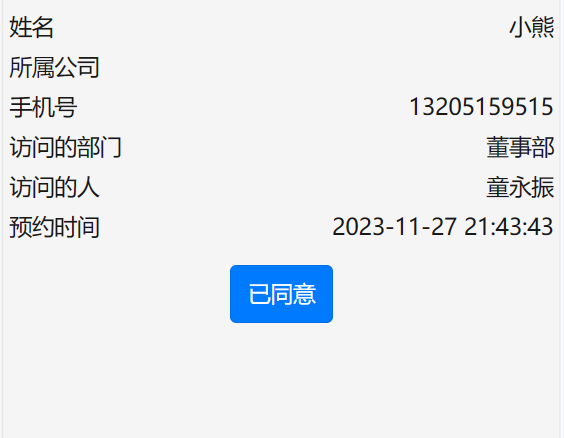 姓名 小熊
所属公司
手机号 13205159515
访问的部门 董事部
访问的人 童永振
预约时间 2023-11-27 21:43:43
已同意